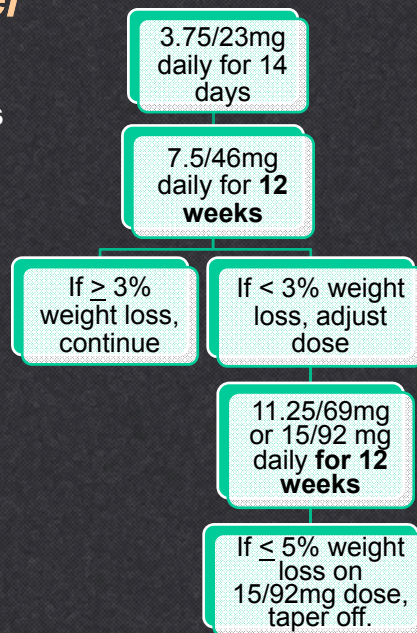 3.75/23mg
daily for 14
days
7.5/46mg
daily for 12
weeks
If ≥ 3%
weight loss,
continue
If < 3% weight
loss, adjust
dose
11.25/69mg
or 15/92 mg
daily for 12
weeks
If ≤ 5% weight
loss on
15/92mg dose,
taper off.